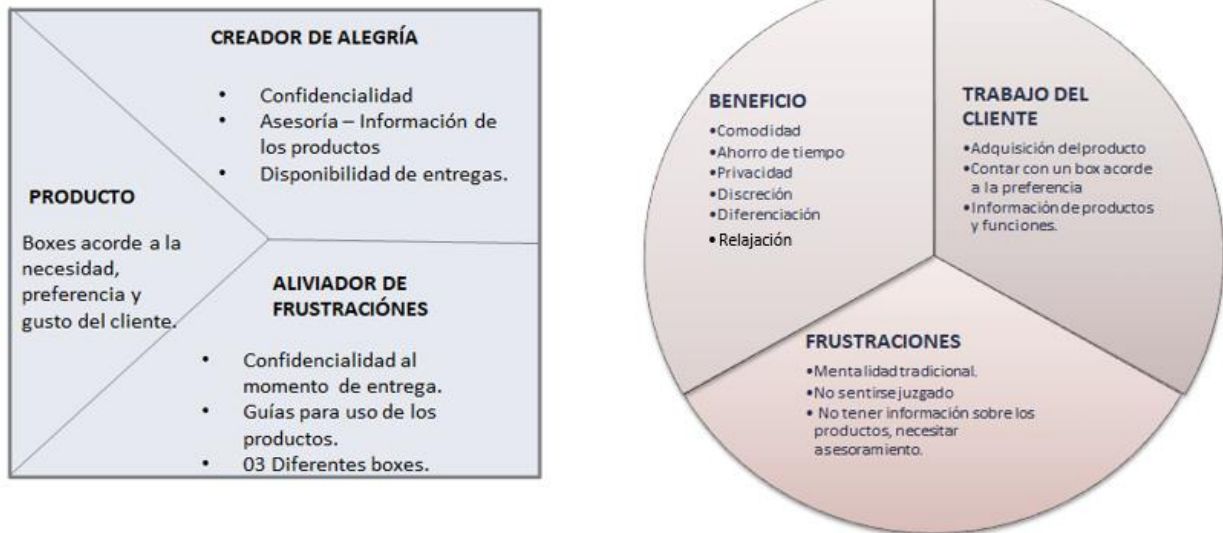 CREADOR DE ALEGRÍA
• Confidencialidad
• Asesoría – Información de
los productos
• Disponibilidad de entregas.
PRODUCTO
Boxes acorde a la
necesidad,
preferencia y
gusto del cliente.
ALIVIADOR DE
FRUSTRACIÓNES
• Confidencialidad al
momento de entrega.
• Guías para uso de los
productos.
• 03 Diferentes boxes.
BENEFICIO
•Comodidad
•Ahorro de tiempo
•Privacidad
•Discreción
•Diferenciación
• Relajación
TRABAJO DEL
CLIENTE
•Adquisición del producto
•Contar con un box acorde
a la preferencia
•Información de productos
y funciones.
FRUSTRACIONES
•Mentalidad tradicional.
•No sentirse juzgado
• No tener información sobre los
productos, necesitar
asesoramiento.